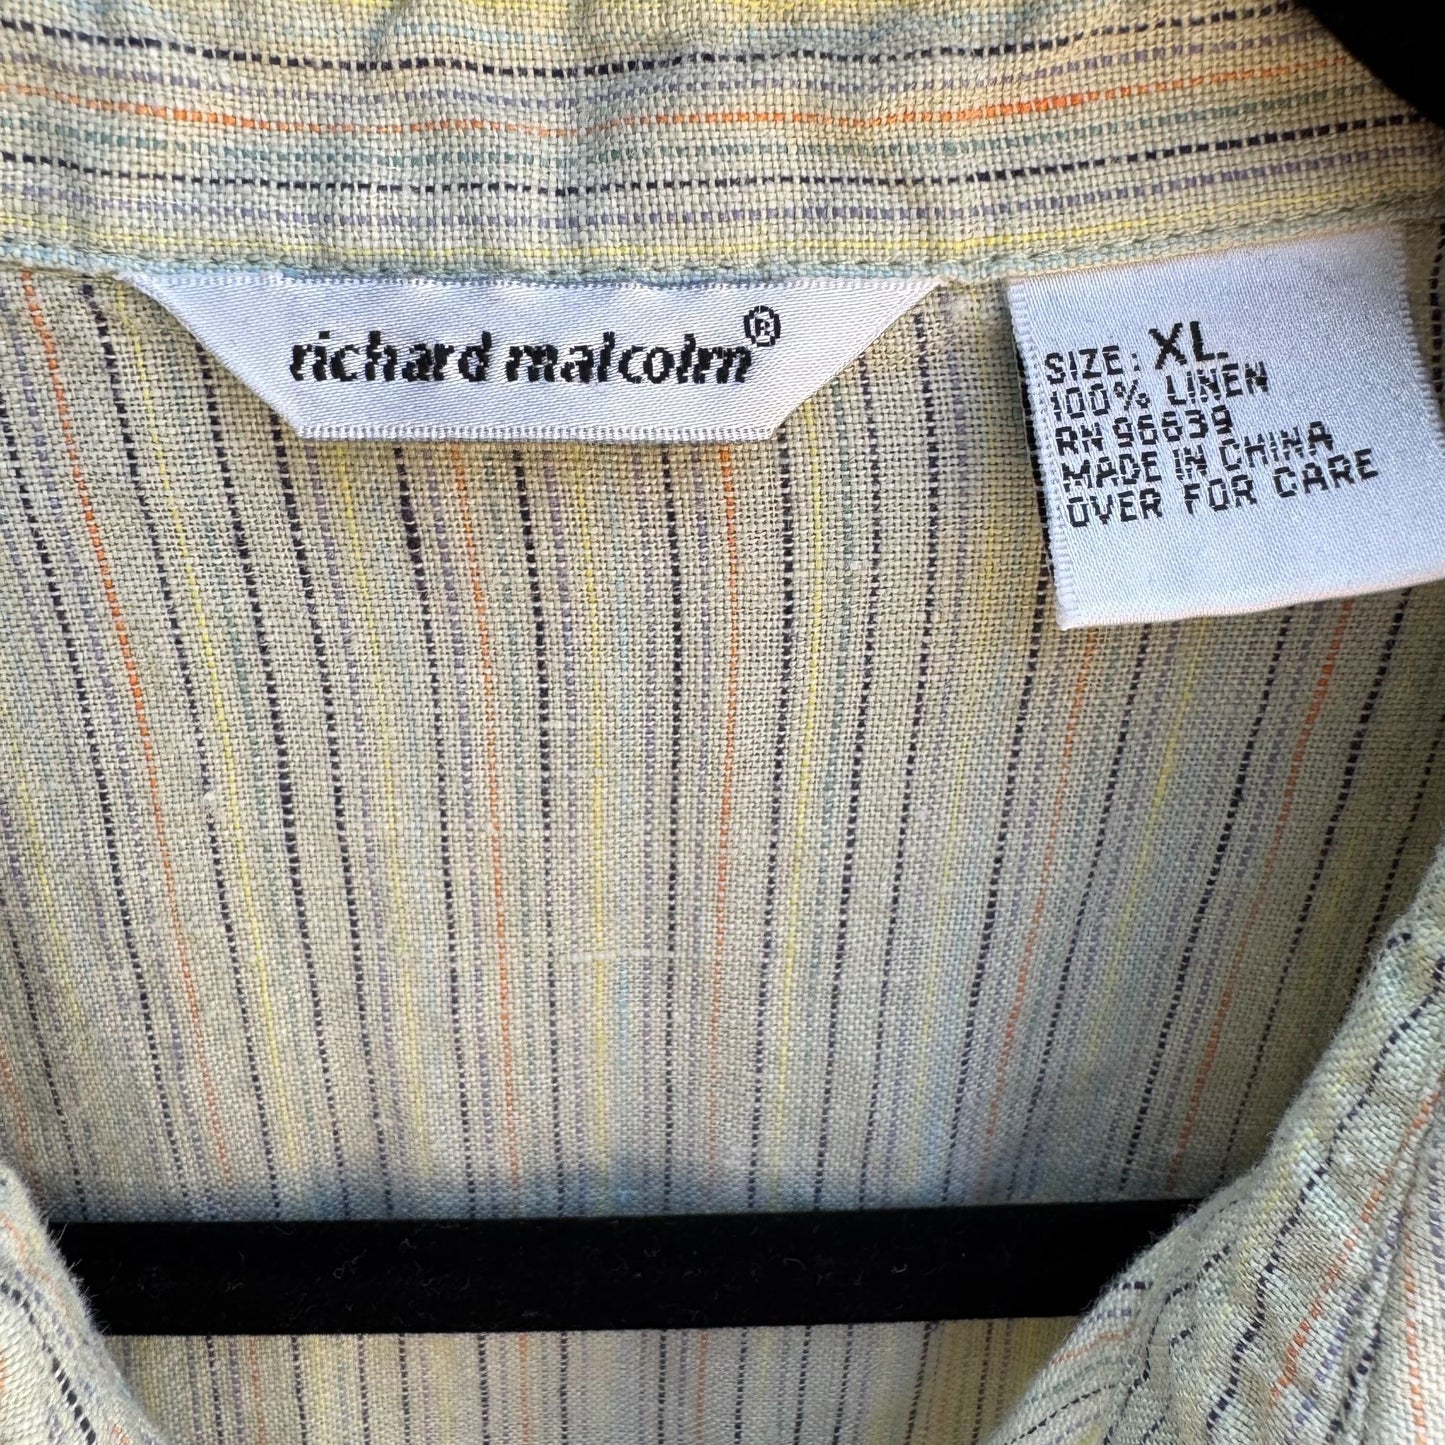 richard malcolm®
SIZE: XL
100% LINEN
RN 96639
MADE IN CHINA
OVER FOR CARE